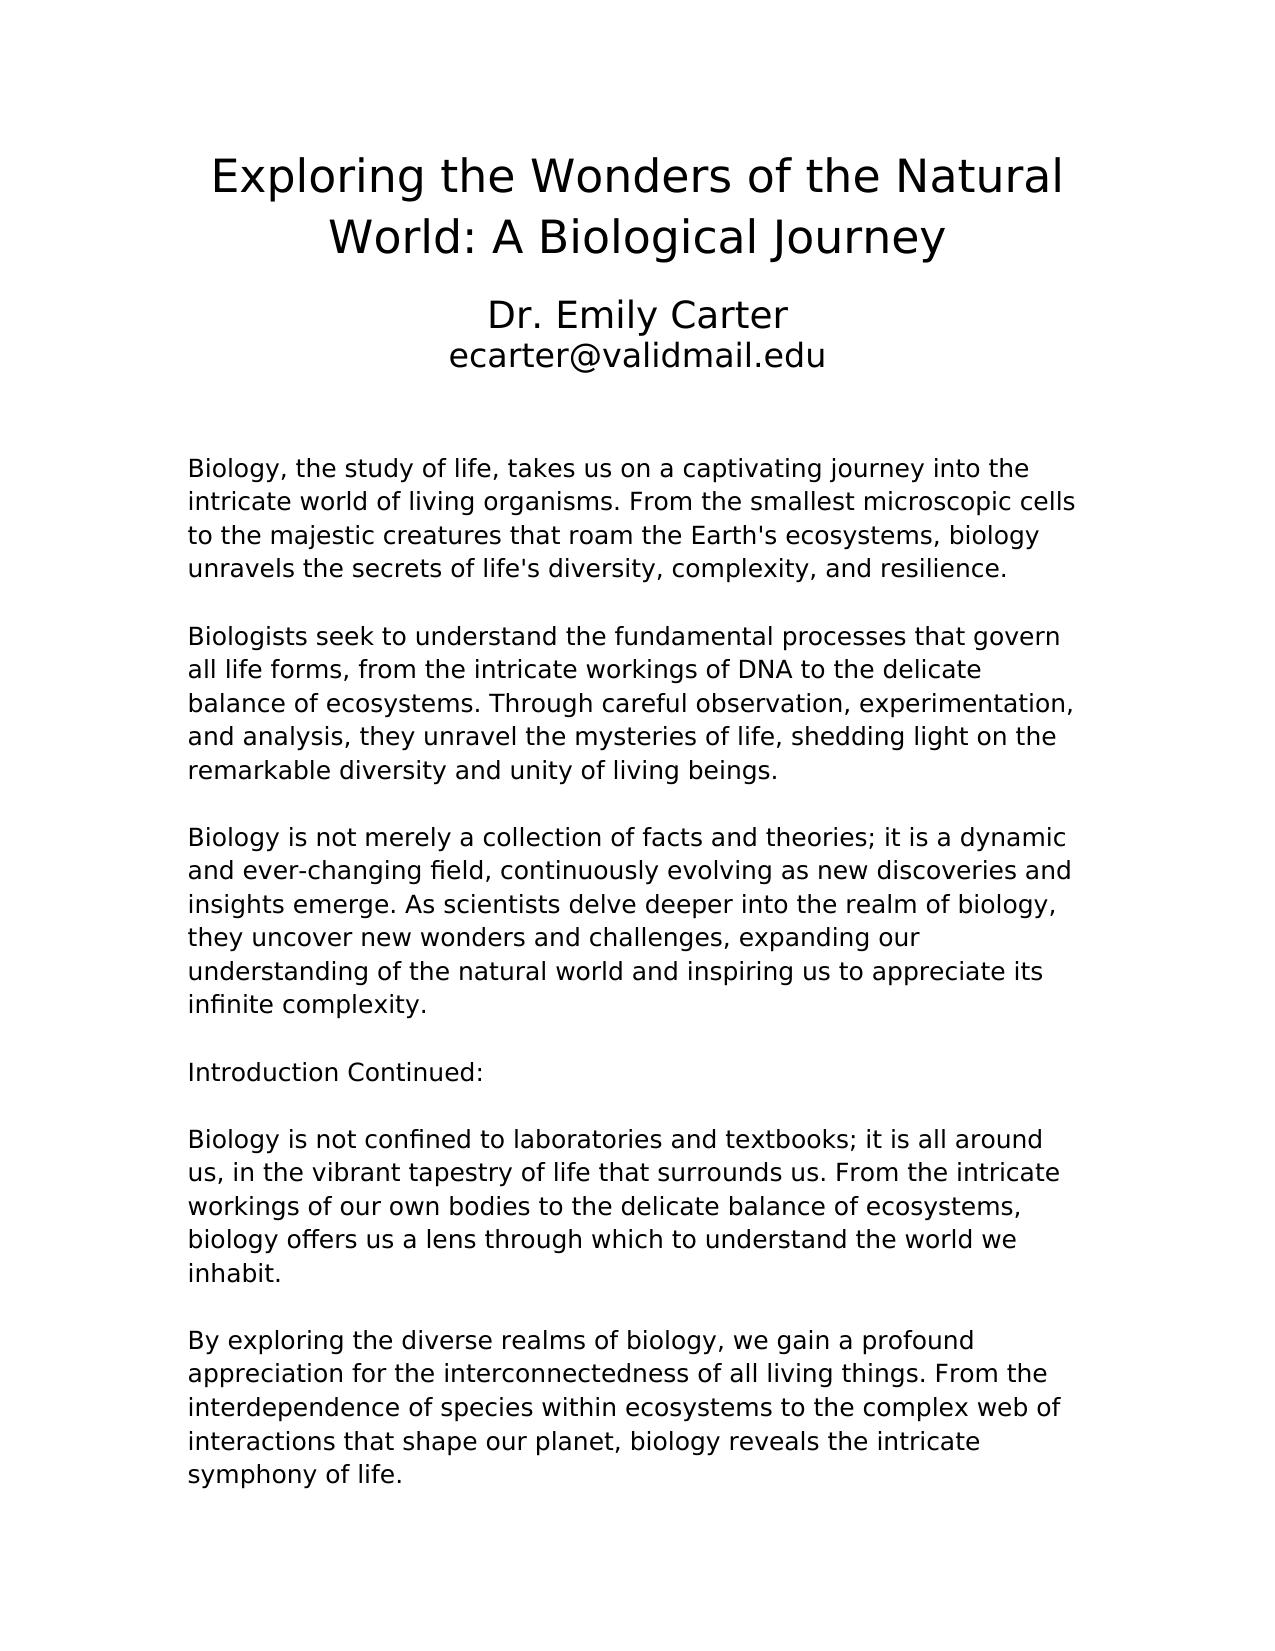 Exploring the Wonders of the Natural
World: A Biological Journey
Dr. Emily Carter
ecarter@validmail.edu
Biology, the study of life, takes us on a captivating journey into the
intricate world of living organisms. From the smallest microscopic cells
to the majestic creatures that roam the Earth's ecosystems, biology
unravels the secrets of life's diversity, complexity, and resilience.
Biologists seek to understand the fundamental processes that govern
all life forms, from the intricate workings of DNA to the delicate
balance of ecosystems. Through careful observation, experimentation,
and analysis, they unravel the mysteries of life, shedding light on the
remarkable diversity and unity of living beings.
Biology is not merely a collection of facts and theories; it is a dynamic
and ever-changing field, continuously evolving as new discoveries and
insights emerge. As scientists delve deeper into the realm of biology,
they uncover new wonders and challenges, expanding our
understanding of the natural world and inspiring us to appreciate its
infinite complexity.
Introduction Continued:
Biology is not confined to laboratories and textbooks; it is all around
us, in the vibrant tapestry of life that surrounds us. From the intricate
workings of our own bodies to the delicate balance of ecosystems,
biology offers us a lens through which to understand the world we
inhabit.
By exploring the diverse realms of biology, we gain a profound
appreciation for the interconnectedness of all living things. From the
interdependence of species within ecosystems to the complex web of
interactions that shape our planet, biology reveals the intricate
symphony of life.